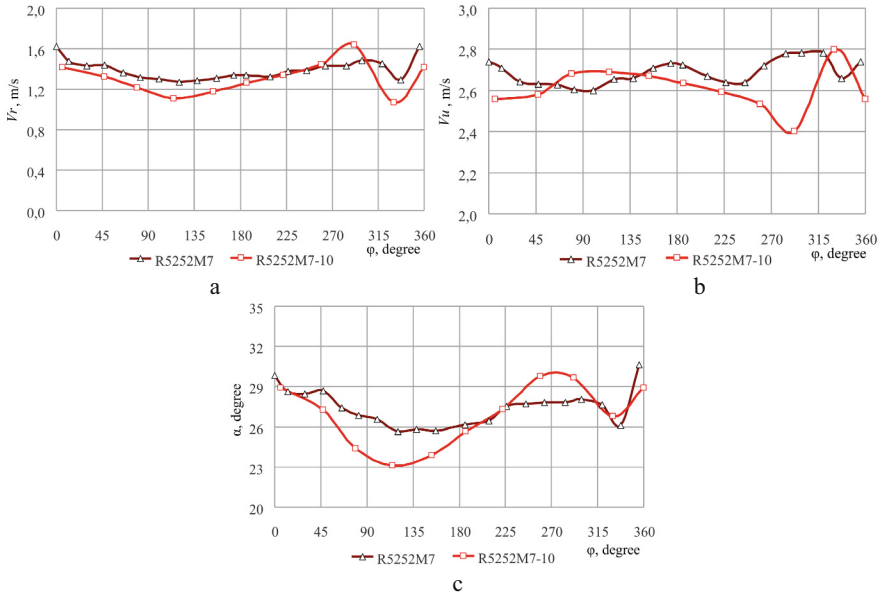 2,0
1,6
1,2
0,8
0,4
0,0
Vr, m/s
0 45 90 135 180 225 270 315 360
φ, degree
R5252M7 R5252M7-10
a
3,0
2,8
2,6
2,4
2,2
2,0
Vu, m/s
0 45 90 135 180 225 270 315 360
φ, degree
R5252M7 R5252M7-10
b
35
32
29
26
23
20
α, degree
0 45 90 135 180 225 270 315 360
φ, degree
R5252M7 R5252M7-10
c